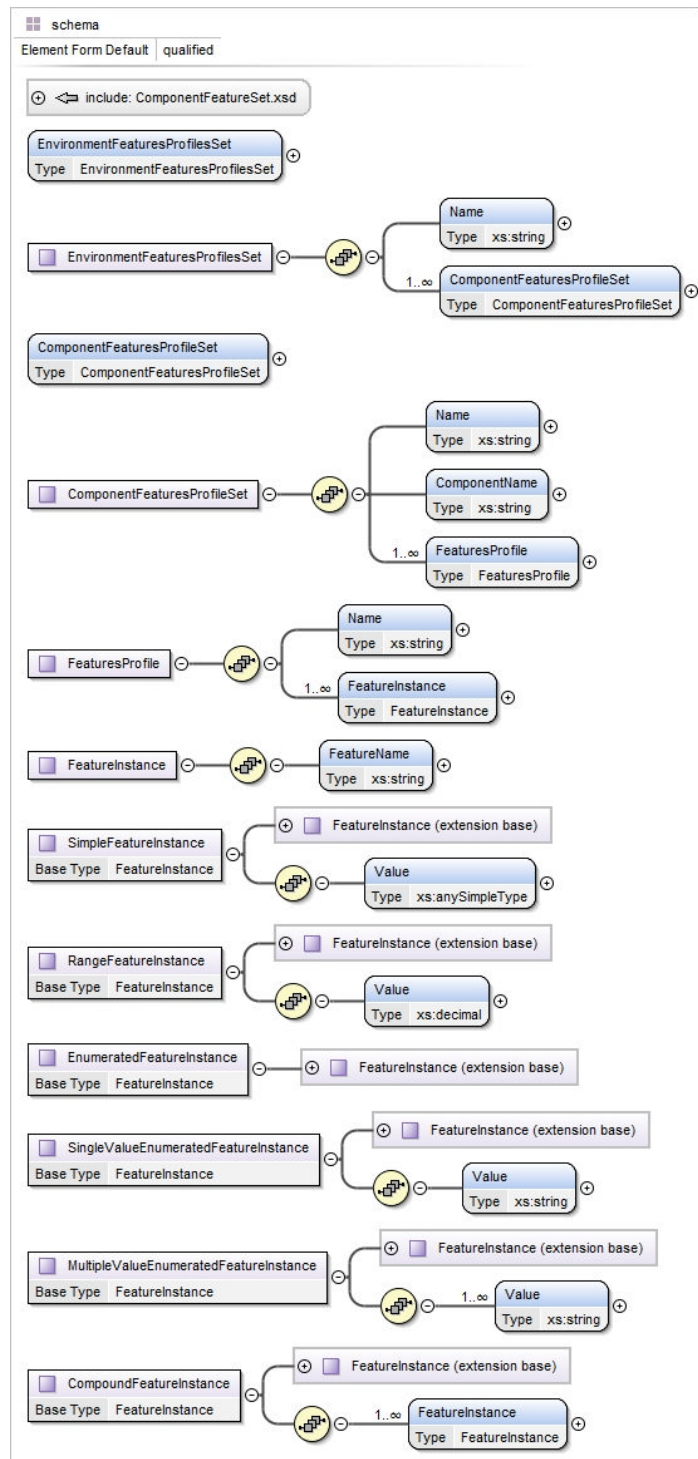 schema
Element Form Default qualified
include: ComponentFeatureSet.xsd
EnvironmentFeaturesProfilesSet
Type EnvironmentFeaturesProfilesSet
Name
Type xs:string
EnvironmentFeaturesProfilesSet
1..∞
ComponentFeaturesProfileSet
Type ComponentFeaturesProfileSet
ComponentFeaturesProfileSet
Type ComponentFeaturesProfileSet
Name
Type xs:string
ComponentFeaturesProfileSet
ComponentName
Type xs:string
1..∞
FeaturesProfile
Type FeaturesProfile
Name
Type xs:string
FeaturesProfile
1..∞
FeatureInstance
Type FeatureInstance
FeatureInstance
FeatureName
Type xs:string
SimpleFeatureInstance
Base Type FeatureInstance
FeatureInstance (extension base)
Value
Type xs:anySimpleType
RangeFeatureInstance
Base Type FeatureInstance
FeatureInstance (extension base)
Value
Type xs:decimal
EnumeratedFeatureInstance
Base Type FeatureInstance
FeatureInstance (extension base)
SingleValueEnumeratedFeatureInstance
Base Type FeatureInstance
FeatureInstance (extension base)
Value
Type xs:string
MultipleValueEnumeratedFeatureInstance
Base Type FeatureInstance
FeatureInstance (extension base)
1..∞
Value
Type xs:string
CompoundFeatureInstance
Base Type FeatureInstance
FeatureInstance (extension base)
1..∞
FeatureInstance
Type FeatureInstance